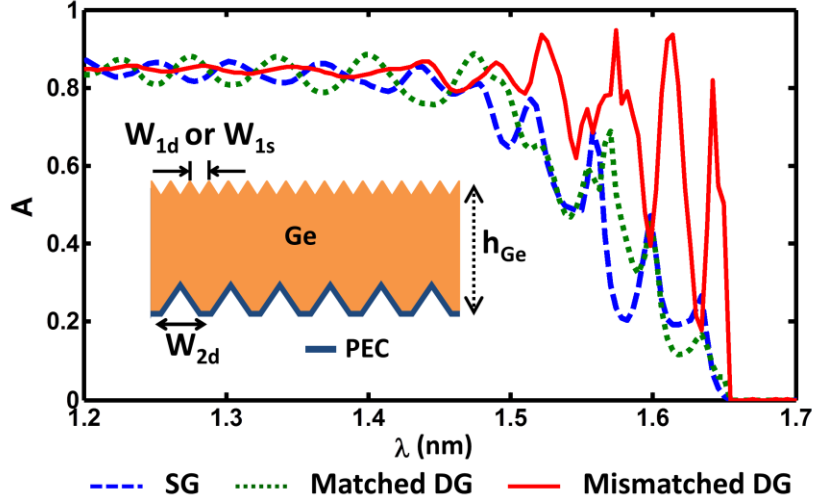 1
0.8
0.6
0.4
0.2
0
A
W1d or W1s
Ge
hGe
W2d
PEC
1.2 1.3 1.4 1.5 1.6 1.7
λ (nm)
SG Matched DG Mismatched DG